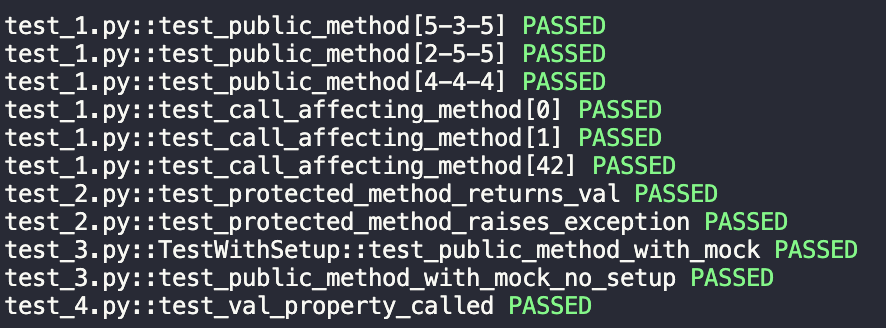 test_1.py::test_public_method[5-3-5] PASSED
test_1.py::test_public_method[2-5-5] PASSED
test_1.py::test_public_method[4-4-4] PASSED
test_1.py::test_call_affecting_method[0] PASSED
test_1.py::test_call_affecting_method[1] PASSED
test_1.py::test_call_affecting_method[42] PASSED
test_2.py::test_protected_method_returns_val PASSED
test_2.py::test_protected_method_raises_exception PASSED
test_3.py::TestWithSetup::test_public_method_with_mock PASSED
test_3.py::test_public_method_with_mock_no_setup PASSED
test_4.py::test_val_property_called PASSED